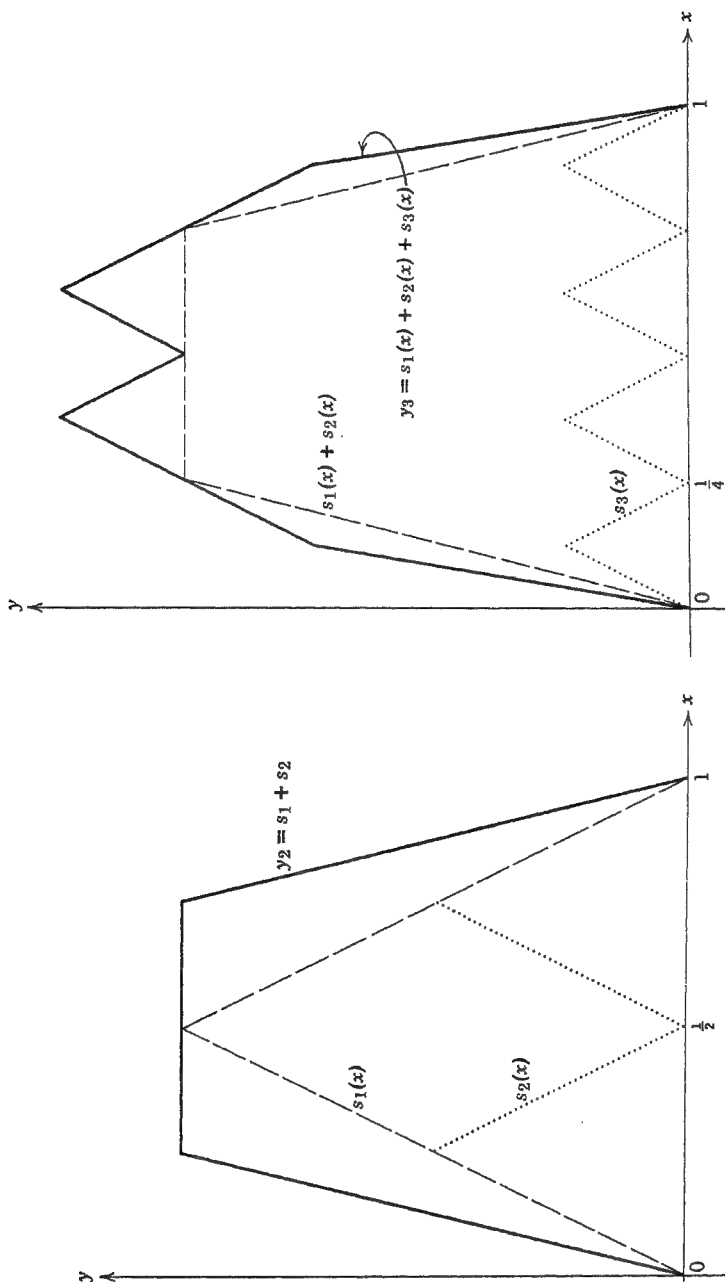 y
y₂ = s₁ + s₂
s₁(x)
s₂(x)
0
½
1
x
y
s₁(x) + s₂(x)
y₃ = s₁(x) + s₂(x) + s₃(x)
s₃(x)
0
¼
1
x